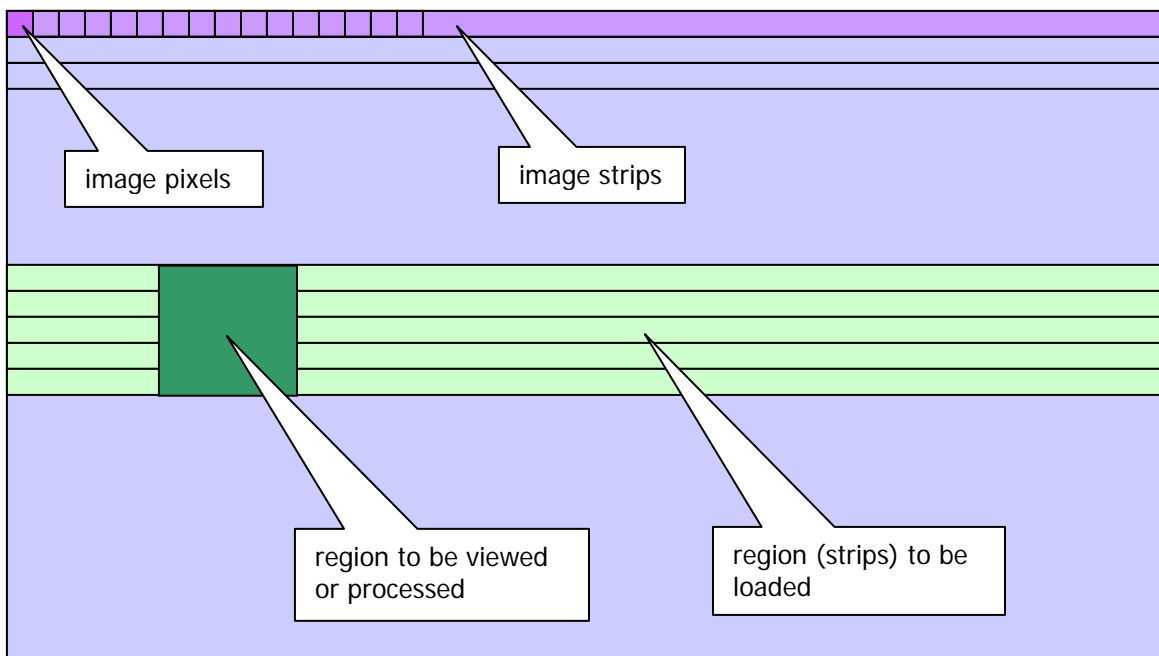 image pixels
image strips
region to be viewed
or processed
region (strips) to be
loaded